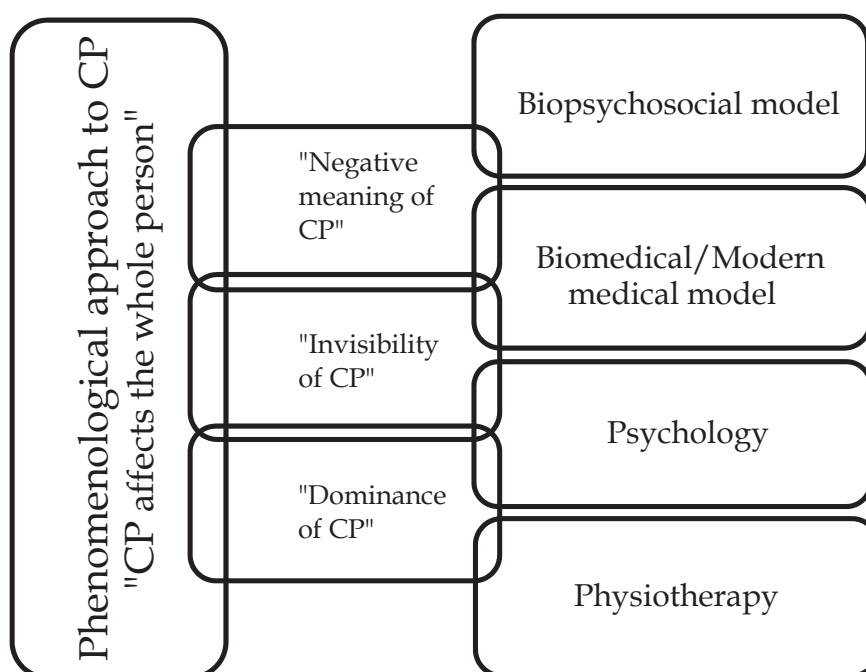 Phenomenological approach to CP
"CP affects the whole person"
"Negative
meaning of
CP"
"Invisibility
of CP"
"Dominance
of CP"
Biopsychosocial model
Biomedical/Modern
medical model
Psychology
Physiotherapy